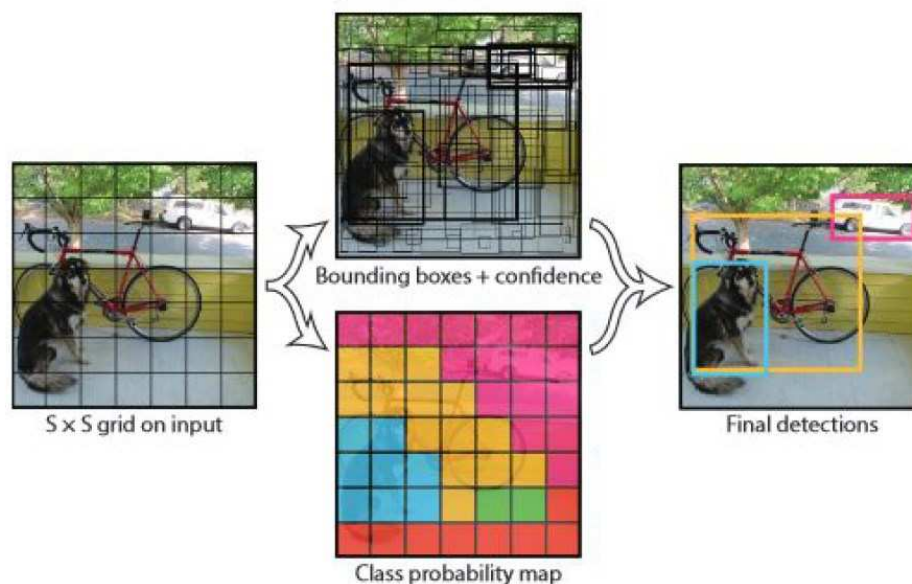 Bounding boxes + confidence
S × S grid on input
Final detections
Class probability map